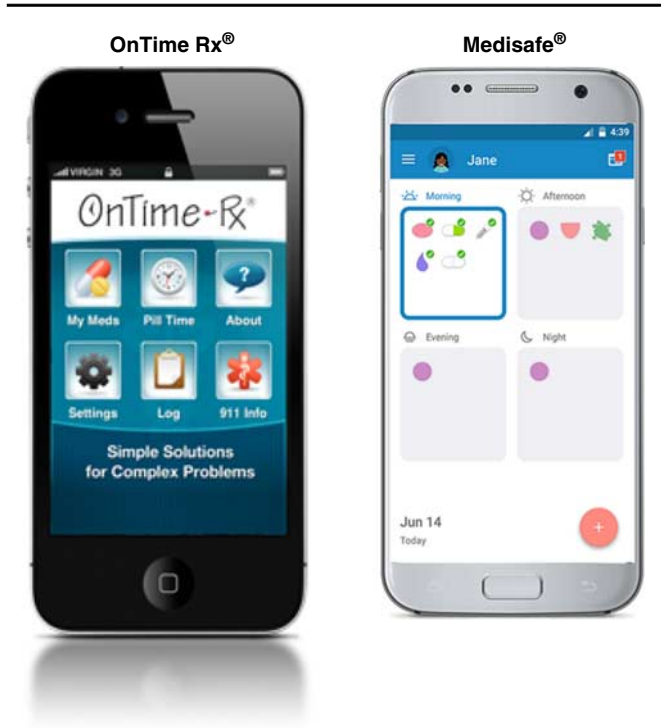 OnTime Rx®
Medisafe®
VIRGIN 3G
OnTime-Rx®
My Meds Pill Time About
Settings Log 911 Info
Simple Solutions
for Complex Problems
4:39
Jane
1
Morning Afternoon
Evening Night
Jun 14
Today